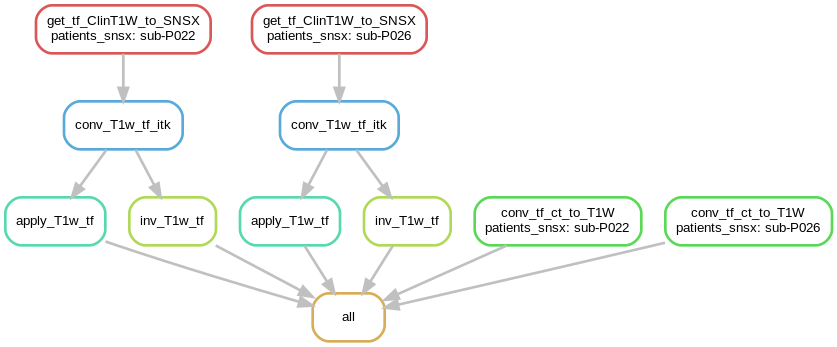 get_tf_ClinT1W_to_SNSX
patients_snsx: sub-P022
get_tf_ClinT1W_to_SNSX
patients_snsx: sub-P026
conv_T1w_tf_itk
conv_T1w_tf_itk
apply_T1w_tf
inv_T1w_tf
apply_T1w_tf
inv_T1w_tf
conv_tf_ct_to_T1W
patients_snsx: sub-P022
conv_tf_ct_to_T1W
patients_snsx: sub-P026
all